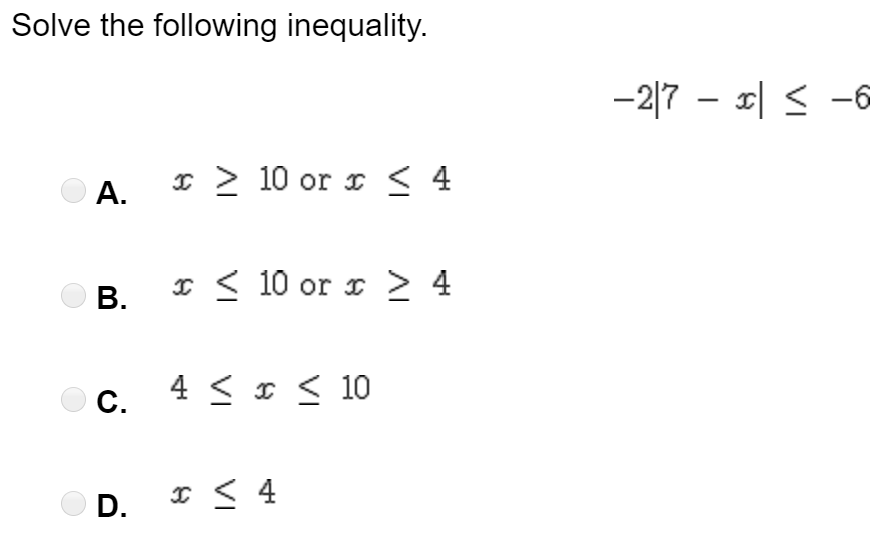 Solve the following inequality.
−2|7 − x| ≤ −6
A. x ≥ 10 or x ≤ 4
B. x ≤ 10 or x ≥ 4
C. 4 ≤ x ≤ 10
D. x ≤ 4